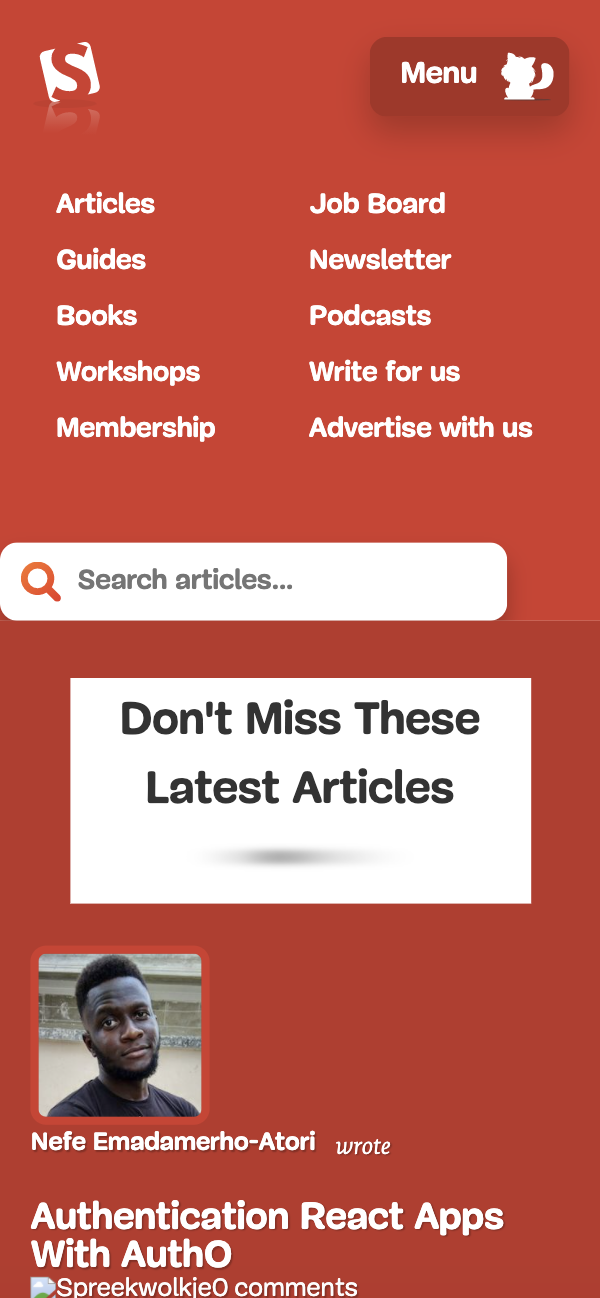 S
Menu
Articles
Job Board
Guides
Newsletter
Books
Podcasts
Workshops
Write for us
Membership
Advertise with us
Search articles...
Don't Miss These
Latest Articles
Nefe Emadamerho-Atori wrote
Authentication React Apps
With Auth0
Spreekwolkje0 comments